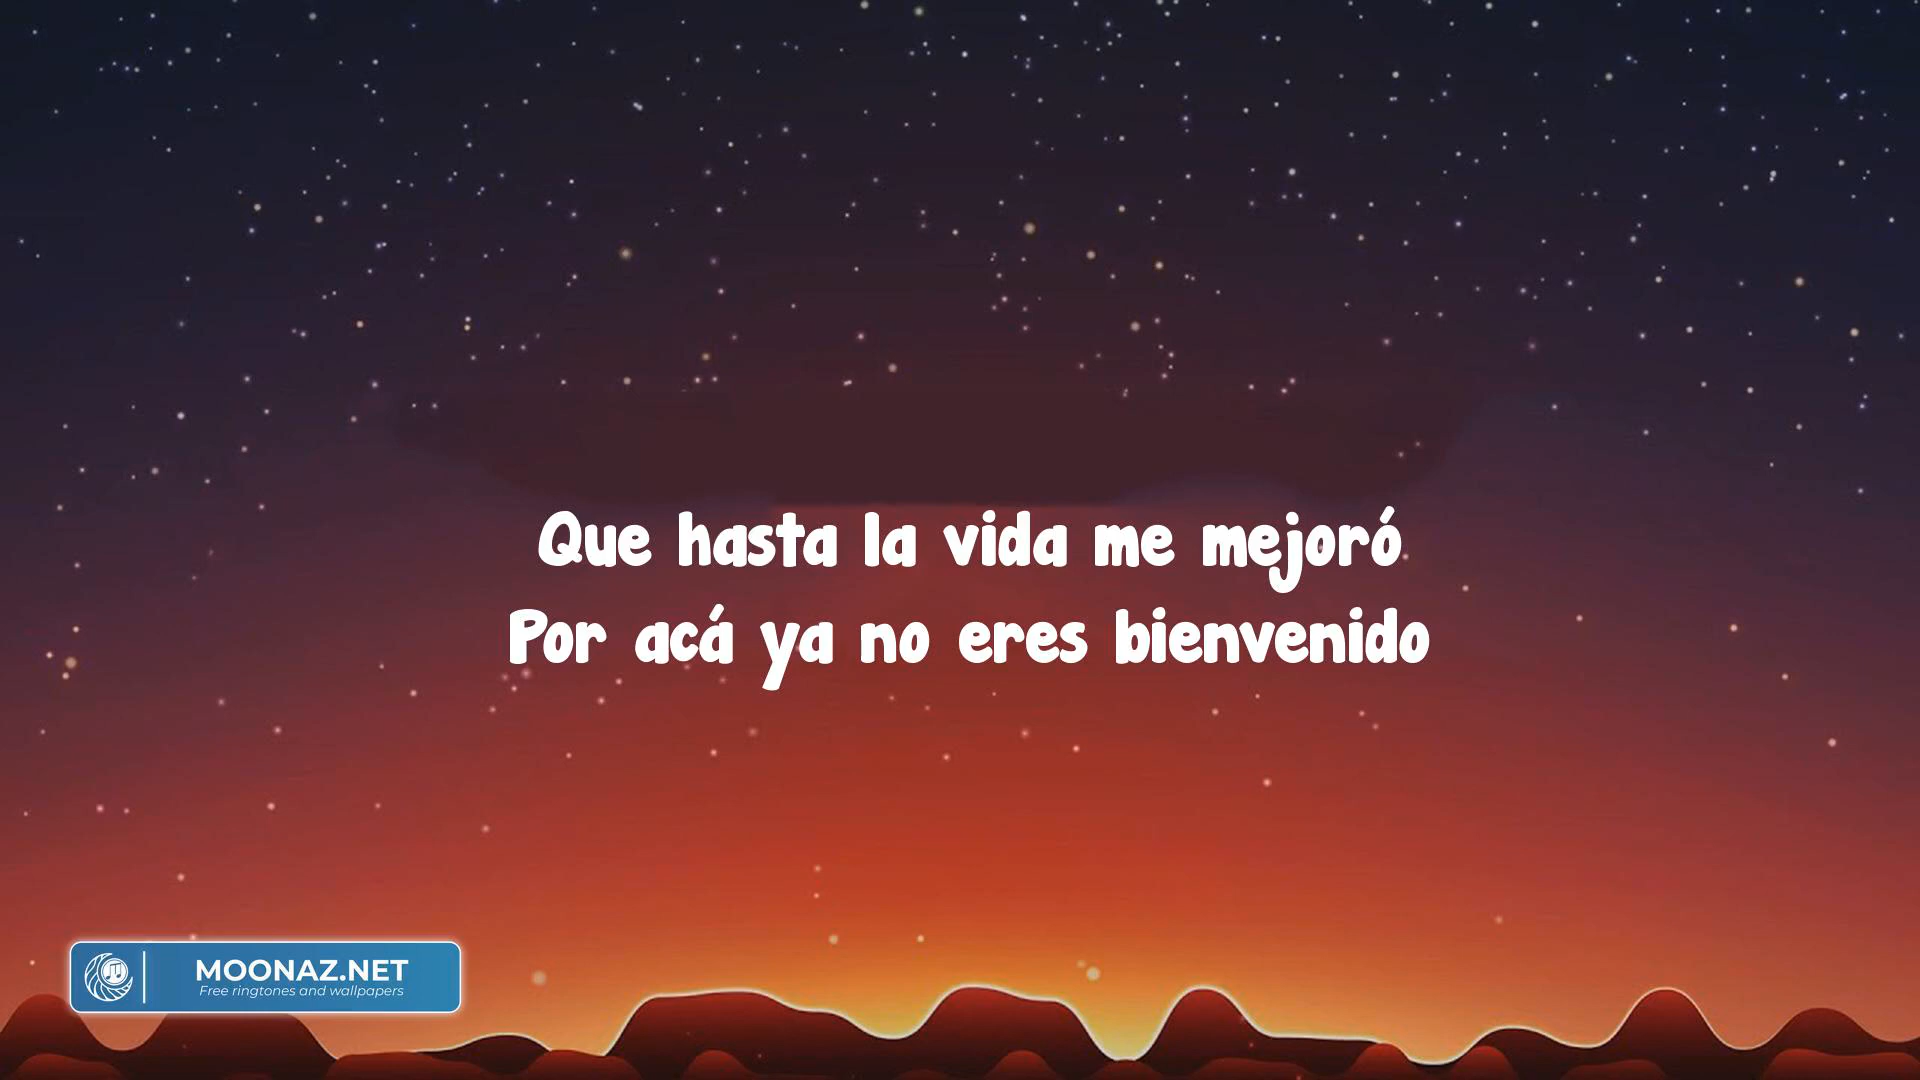 Que hasta la vida me mejoró
Por acá ya no eres bienvenido
MOONAZ.NET
Free ringtones and wallpapers